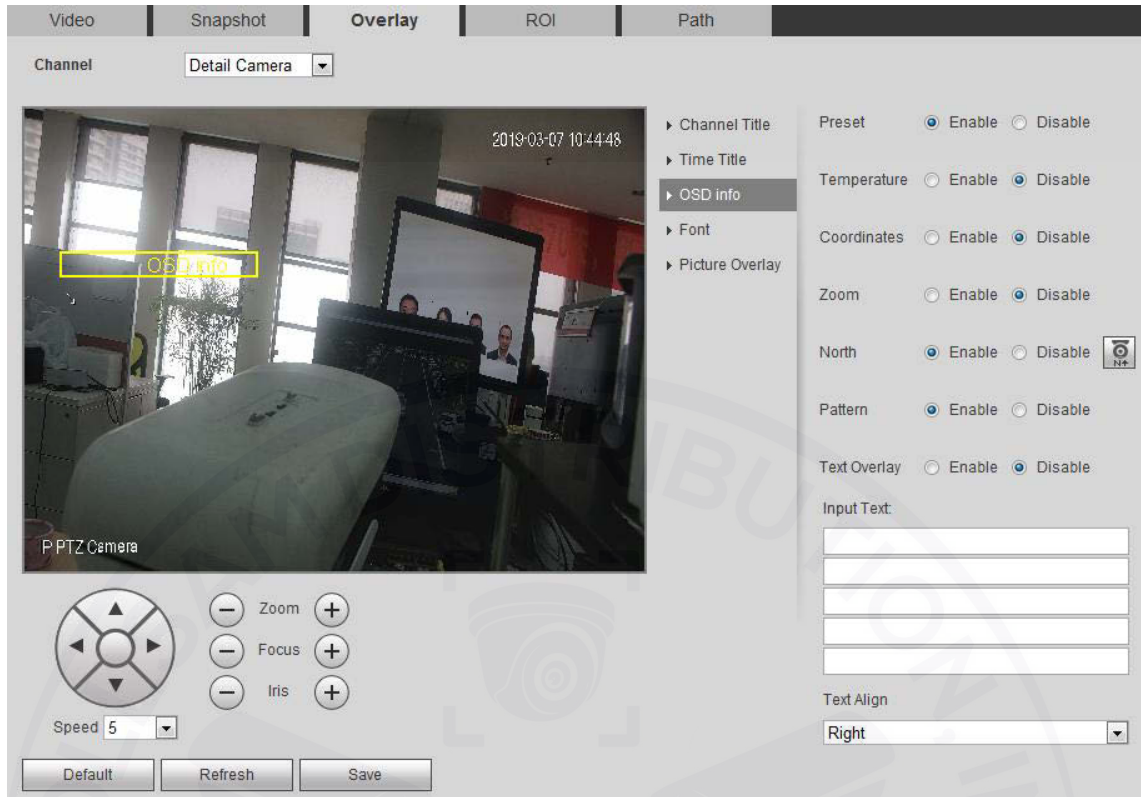 Video Snapshot Overlay ROI Path
Channel Detail Camera
2019-03-07 10:44:48
OSD info
P PTZ Camera
Channel Title
Time Title
OSD info
Font
Picture Overlay
Preset Enable Disable
Temperature Enable Disable
Coordinates Enable Disable
Zoom Enable Disable
North Enable Disable N
Pattern Enable Disable
Text Overlay Enable Disable
Input Text:
Text Align
Right
Zoom
Focus
Iris
Speed 5
Default Refresh Save